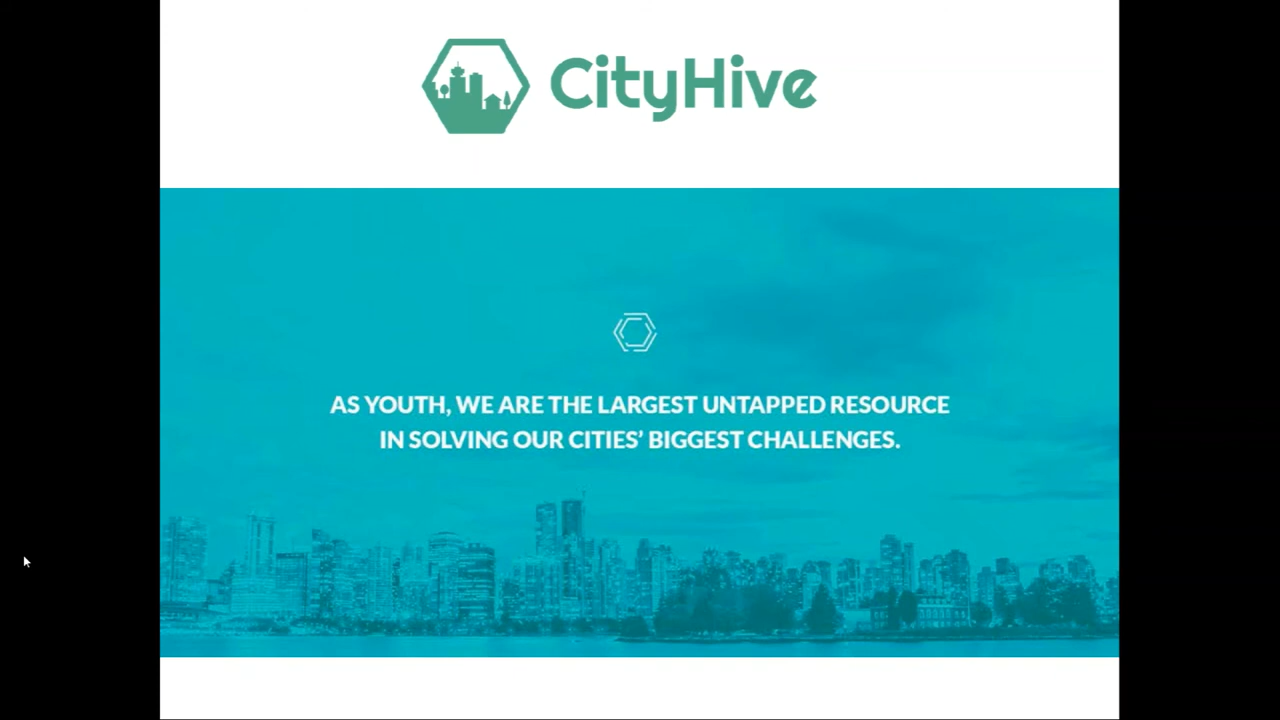 CityHive
AS YOUTH, WE ARE THE LARGEST UNTAPPED RESOURCE
IN SOLVING OUR CITIES’ BIGGEST CHALLENGES.